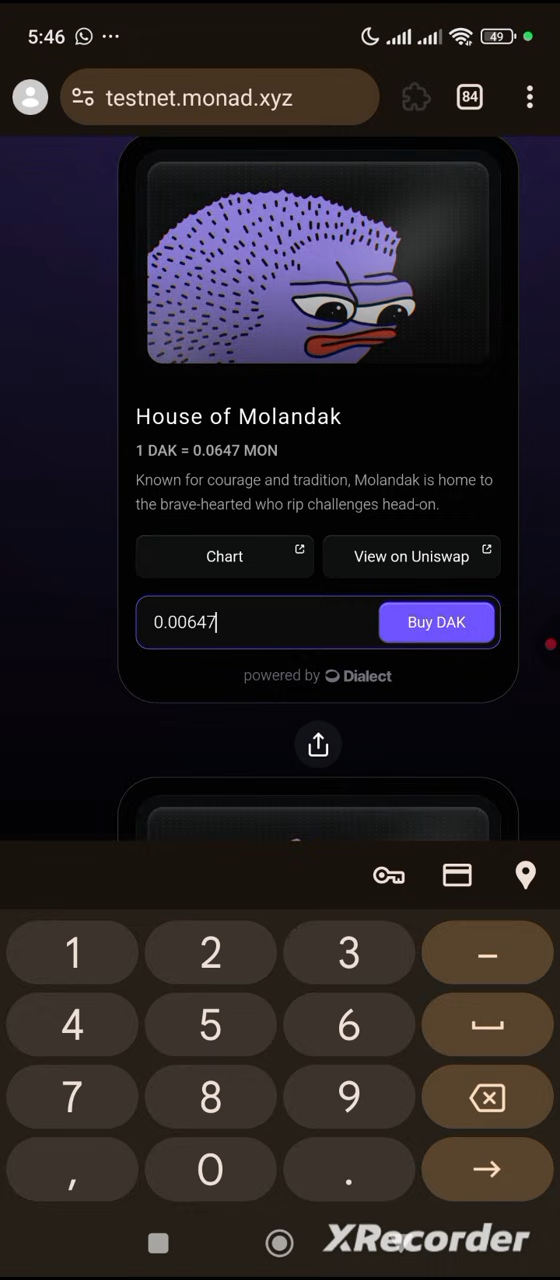 5:46
49
testnet.monad.xyz
84
House of Molandak
1 DAK = 0.0647 MON
Known for courage and tradition, Molandak is home to
the brave-hearted who rip challenges head-on.
Chart
View on Uniswap
0.00647
Buy DAK
powered by Dialect
1 2 3 –
4 5 6
7 8 9
, 0 .
XRecorder